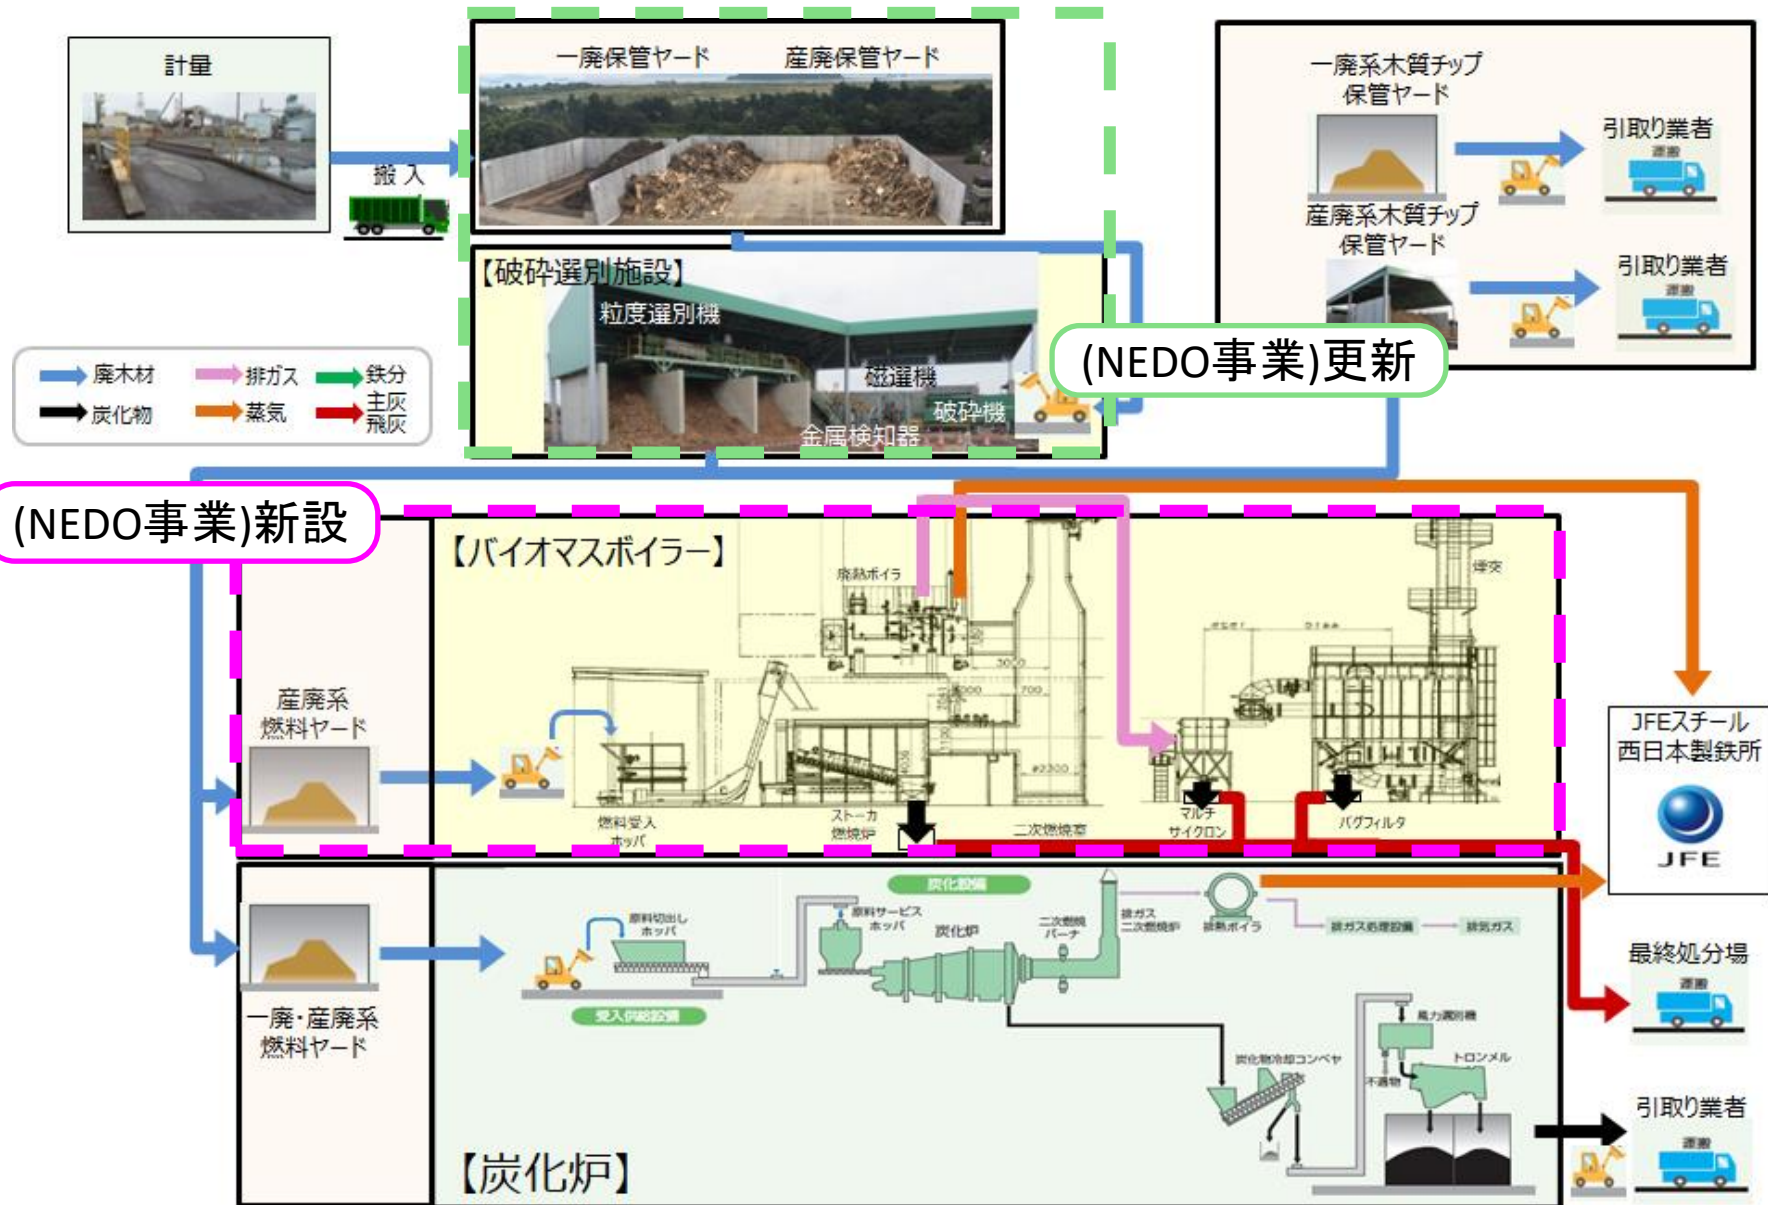 計量
搬 入
一廃保管ヤード
産廃保管ヤード
【破砕選別施設】
粒度選別機
磁選機
破砕機
金属検知器
一廃系木質チップ
保管ヤード
引取り業者
運搬
産廃系木質チップ
保管ヤード
引取り業者
運搬
(NEDO事業)更新
廃木材
排ガス
鉄分
炭化物
蒸気
主灰
飛灰
(NEDO事業)新設
【バイオマスボイラー】
廃熱ボイラ
煙突
3000
700
1100
ø2300
産廃系
燃料ヤード
燃料受入
ホッパ
ストーカ
燃焼炉
二次燃焼室
マルチ
サイクロン
バグフィルタ
JFEスチール
西日本製鉄所
JFE
炭化設備
原料切出し
ホッパ
原料サービス
ホッパ
炭化炉
二次燃焼
バーナ
排ガス
二次燃焼炉
排熱ボイラ
排ガス処理設備
排気ガス
受入供給設備
一廃・産廃系
燃料ヤード
最終処分場
運搬
風力選別機
炭化物冷却コンベヤ
不適物
トロンメル
引取り業者
運搬
【炭化炉】